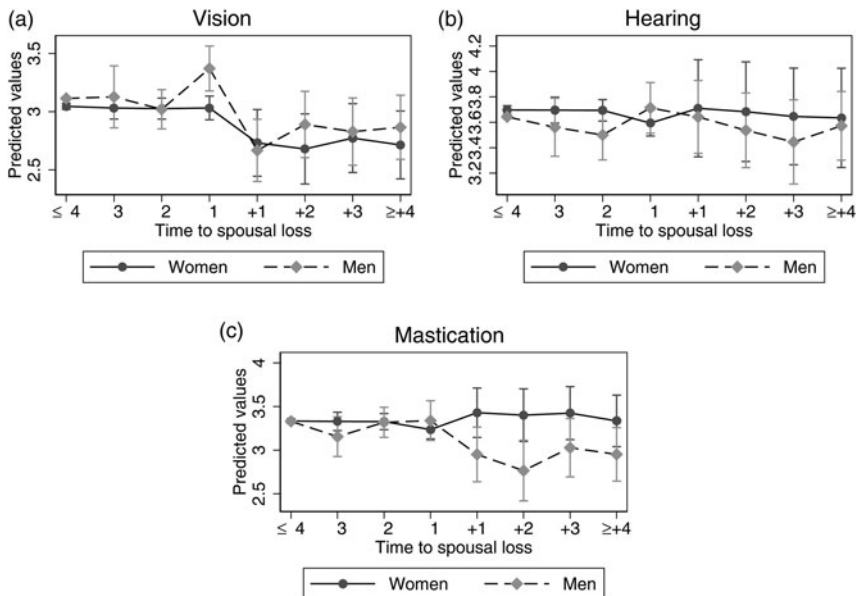 (a)
Vision
Predicted values
3.5
3
2.5
≤ 4 3 2 1 +1 +2 +3 ≥+4
Time to spousal loss
Women Men
(b)
Hearing
Predicted values
4.2
4
3.8
3.6
3.4
3.2
≤ 4 3 2 1 +1 +2 +3 ≥+4
Time to spousal loss
Women Men
(c)
Mastication
Predicted values
4
3.5
3
2.5
≤ 4 3 2 1 +1 +2 +3 ≥+4
Time to spousal loss
Women Men